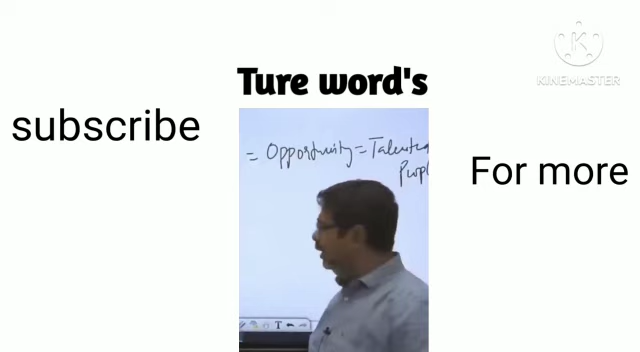 Ture word's
KINEMASTER
subscribe
= Opportunity =
For more